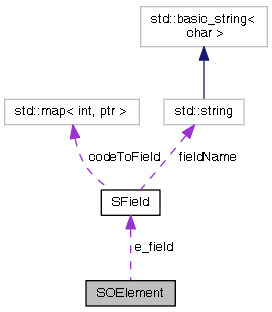 std::basic_string<
char >
std::map< int, ptr >
std::string
codeToField
fieldName
SField
e_field
SOElement